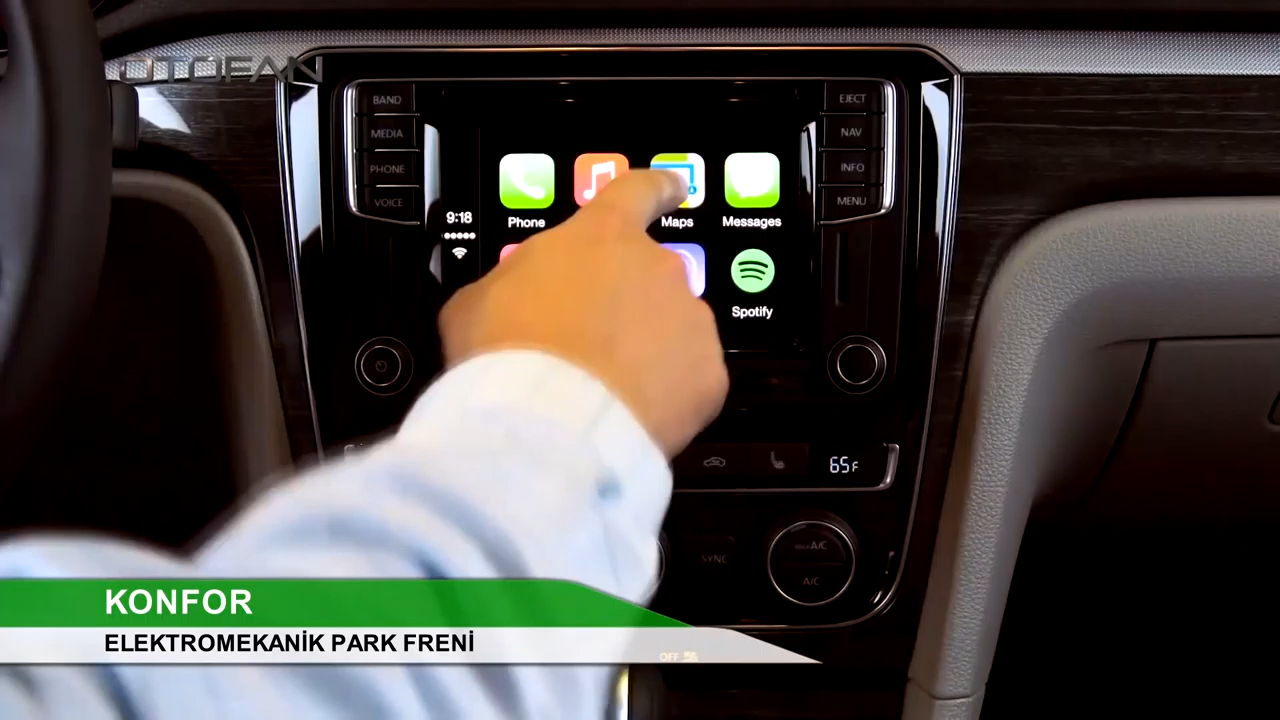 OTOFAN
BAND
MEDIA
PHONE
VOICE
EJECT
NAV
INFO
MENU
9:18
Phone
Maps
Messages
Spotify
65F
SYNC
A/C
A/C
KONFOR
ELEKTROMEKANİK PARK FRENİ
OFF